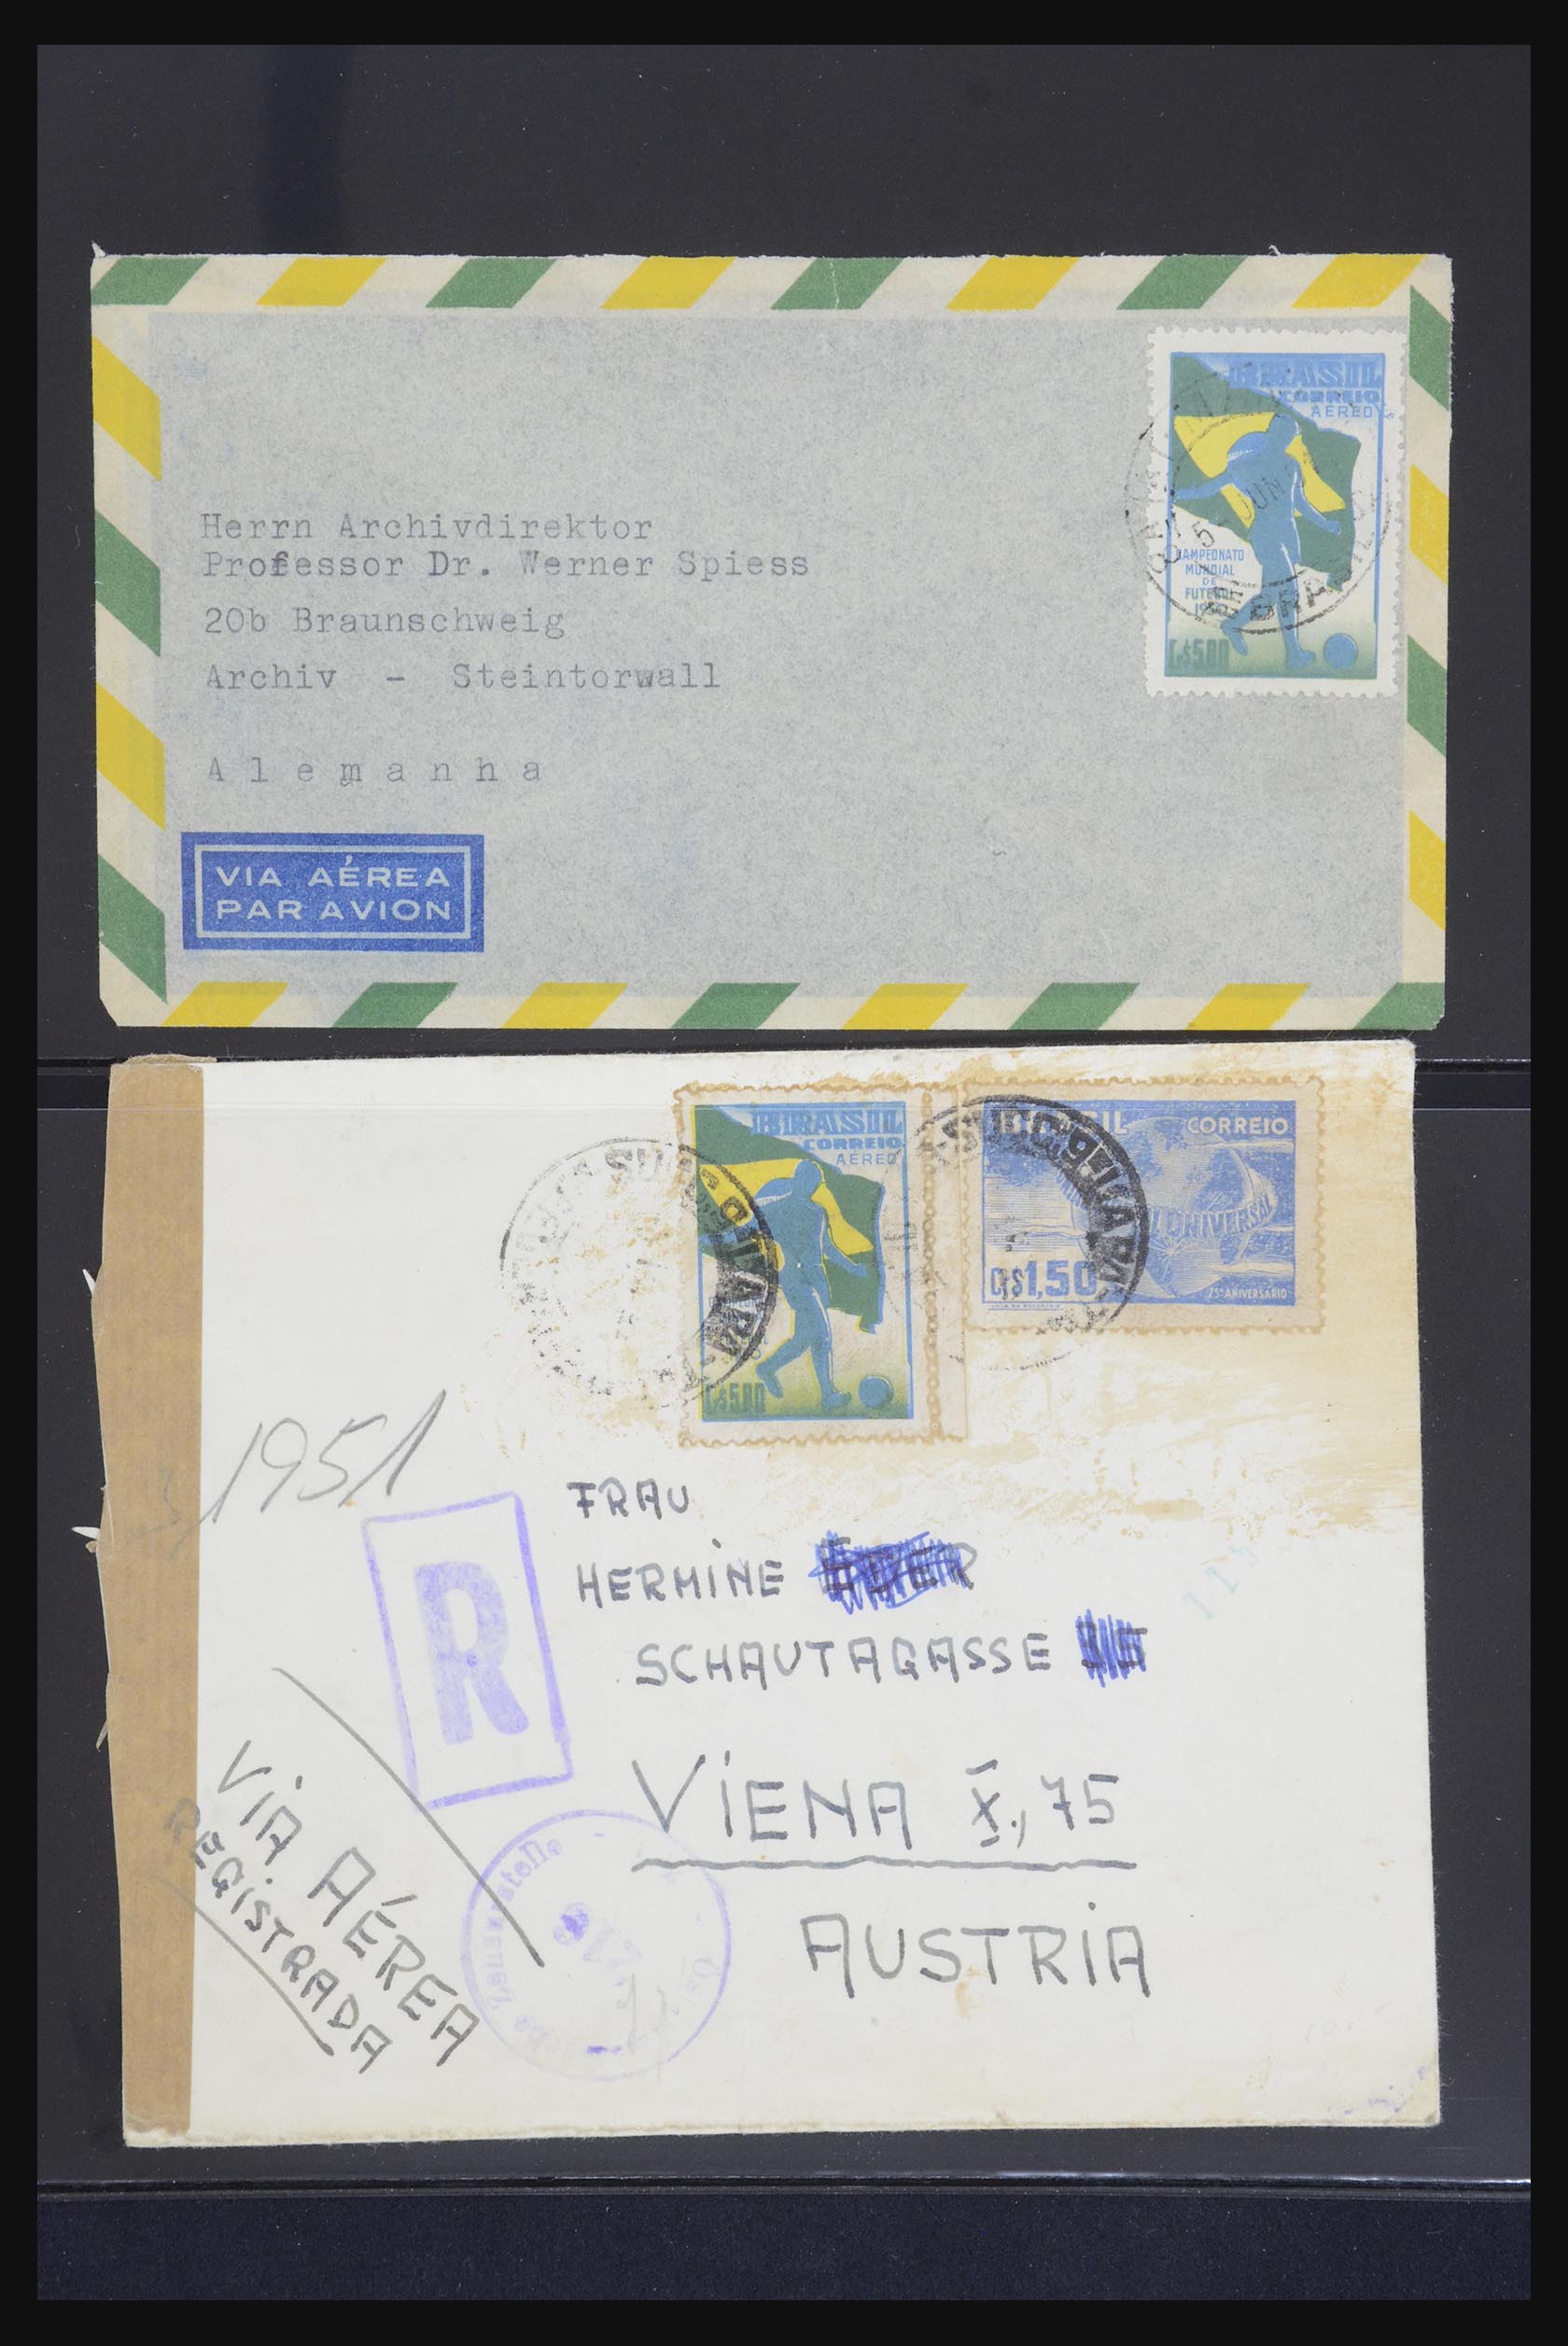 BRASIL
CORREIO
AÉREO
CAMPEONATO
MUNDIAL
DE
FUTEBOL
Cr$5,00
JUN
BRASIL
Herrn Archivdirektor
Professor Dr. Werner Spiess
20b Braunschweig
Archiv - Steintorwall
Alemanha
VIA AÉREA
PAR AVION
BRASIL
CORREIO
AÉREO
Cr$5,00
BRASIL CORREIO
UNIVERSAL
Cr$1,50
75º ANIVERSARIO
1951
R
FRAU
HERMINE
SCHAUTAGASSE
VIENA X., 75
AUSTRIA
VIA AÉREA
REGISTRADA